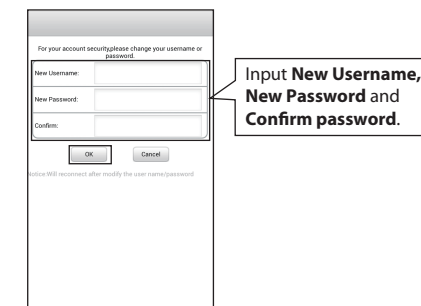 For your account security,please change your username or
password.
New Username:
New Password:
Confirm:
OK Cancel
Notice:Will reconnect after modify the user name/password
Input New Username,
New Password and
Confirm password.